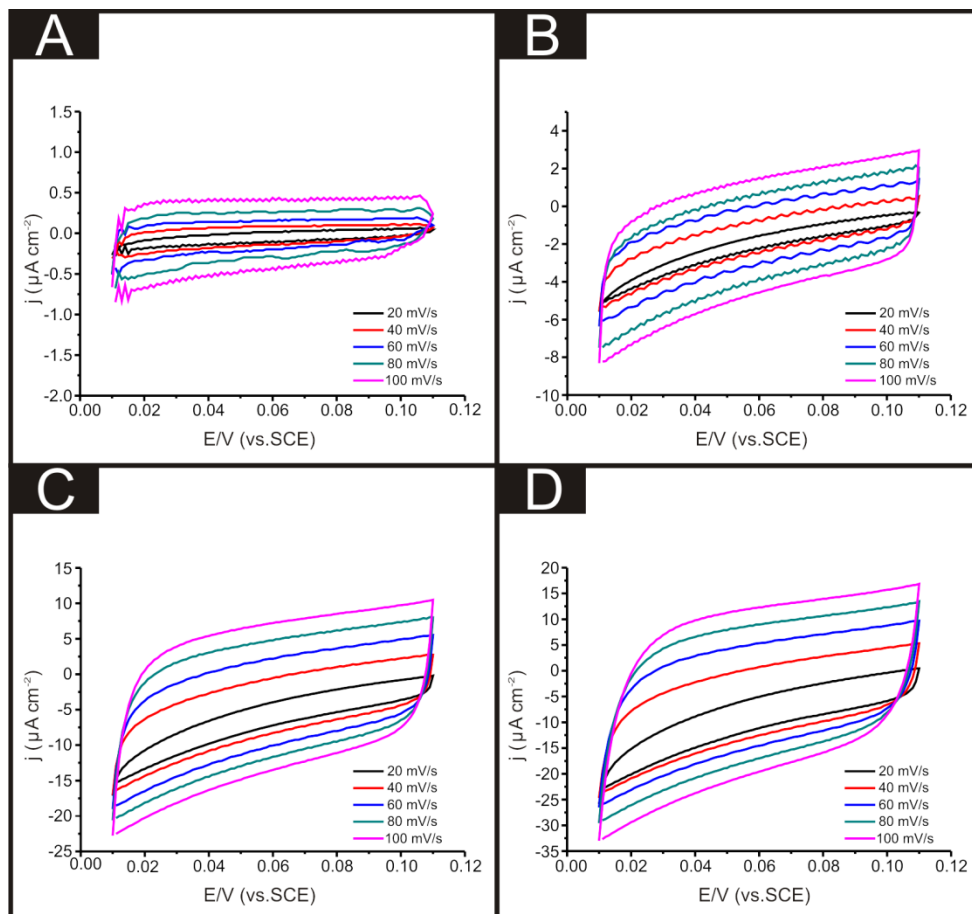 A
1.5
1.0
0.5
0.0
-0.5
-1.0
-1.5
-2.0
j ( µA cm⁻²)
0.00 0.02 0.04 0.06 0.08 0.10 0.12
E/V (vs.SCE)
20 mV/s
40 mV/s
60 mV/s
80 mV/s
100 mV/s
B
4
2
0
-2
-4
-6
-8
-10
j ( µA cm⁻²)
0.00 0.02 0.04 0.06 0.08 0.10 0.12
E/V (vs.SCE)
20 mV/s
40 mV/s
60 mV/s
80 mV/s
100 mV/s
C
15
10
5
0
-5
-10
-15
-20
-25
j ( µA cm⁻²)
0.00 0.02 0.04 0.06 0.08 0.10 0.12
E/V (vs.SCE)
20 mV/s
40 mV/s
60 mV/s
80 mV/s
100 mV/s
D
20
15
10
5
0
-5
-10
-15
-20
-25
-30
-35
j ( µA cm⁻²)
0.00 0.02 0.04 0.06 0.08 0.10 0.12
E/V (vs.SCE)
20 mV/s
40 mV/s
60 mV/s
80 mV/s
100 mV/s